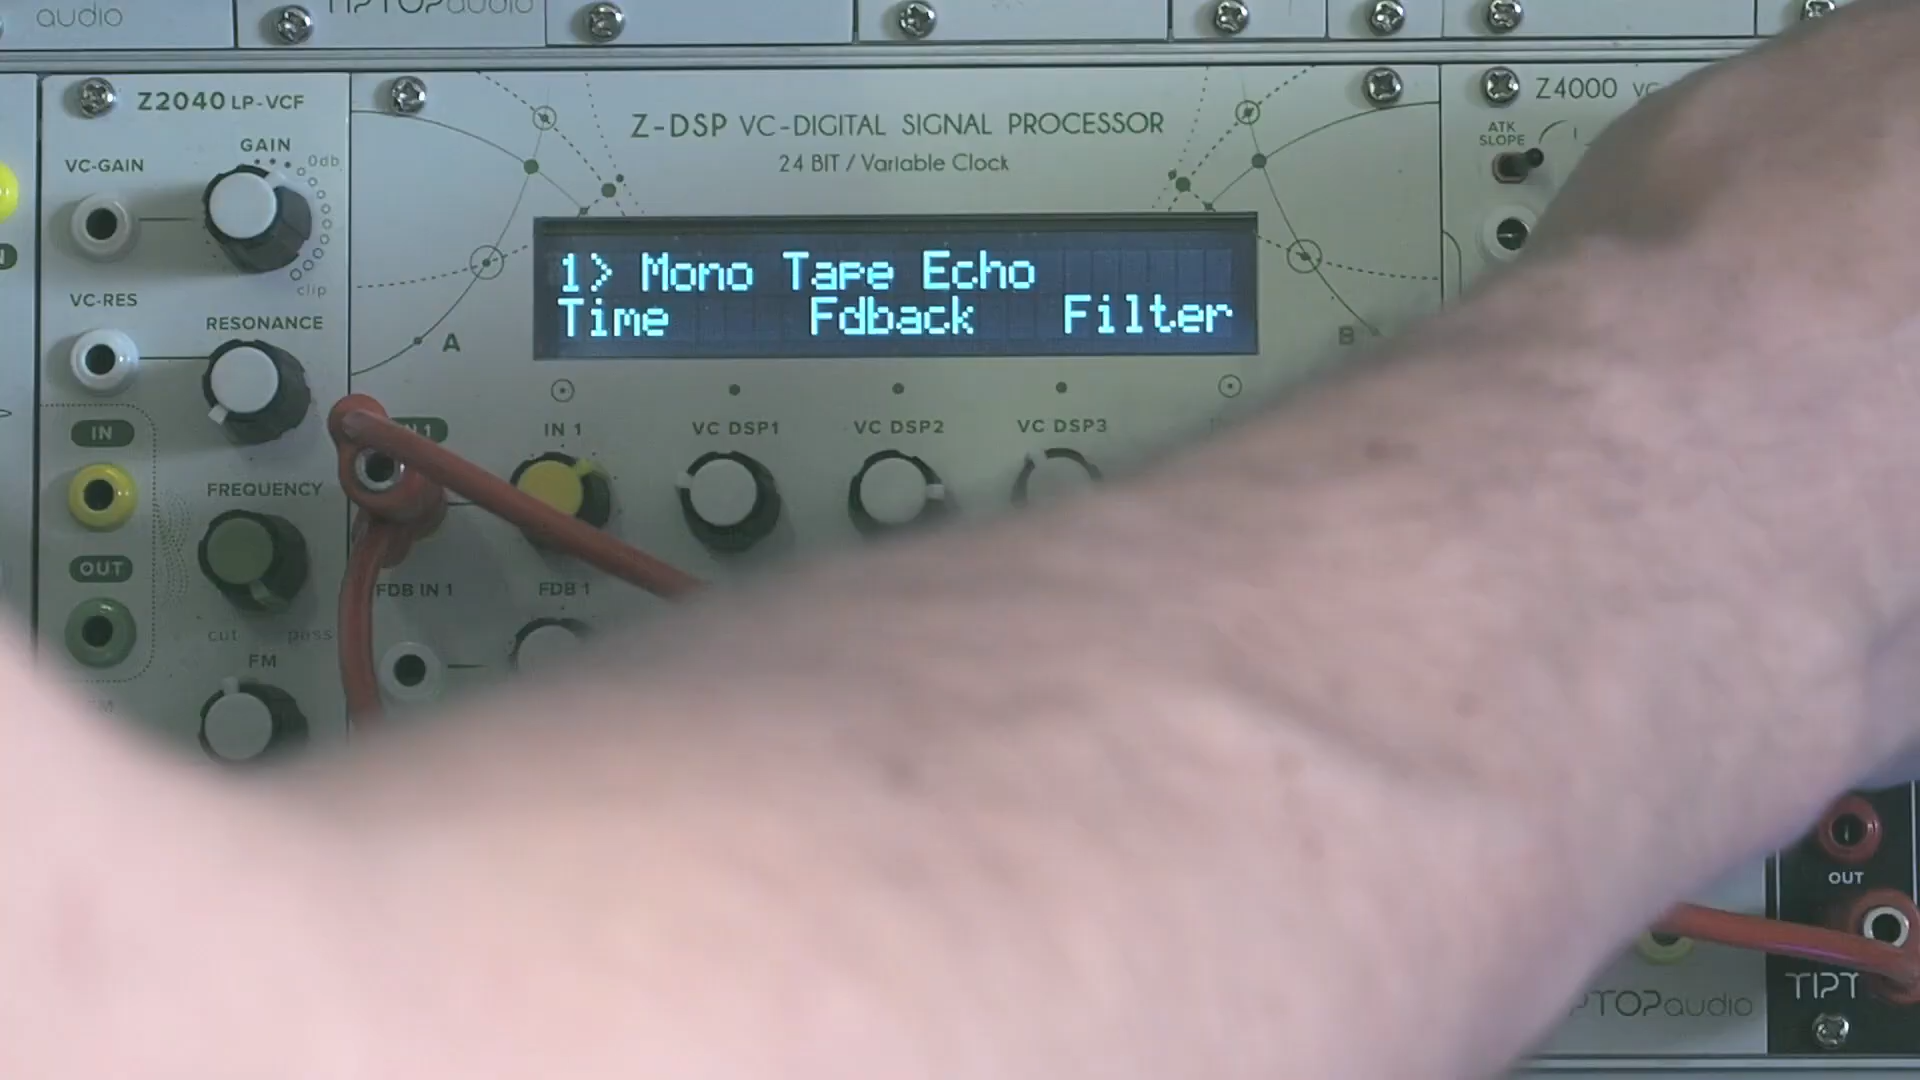 audio
TIPTOPaudio
Z2040 LP-VCF
GAIN
VC-GAIN
0db
clip
VC-RES
RESONANCE
IN
FREQUENCY
OUT
cut pass
FM
Z-DSP VC-DIGITAL SIGNAL PROCESSOR
24 BIT / Variable Clock
1> Mono Tape Echo
Time Fdback Filter
A
B
IN 1
VC DSP1
VC DSP2
VC DSP3
FDB IN 1
FDB 1
Z4000
ATK
SLOPE
OUT
TIPT
PTOPaudio